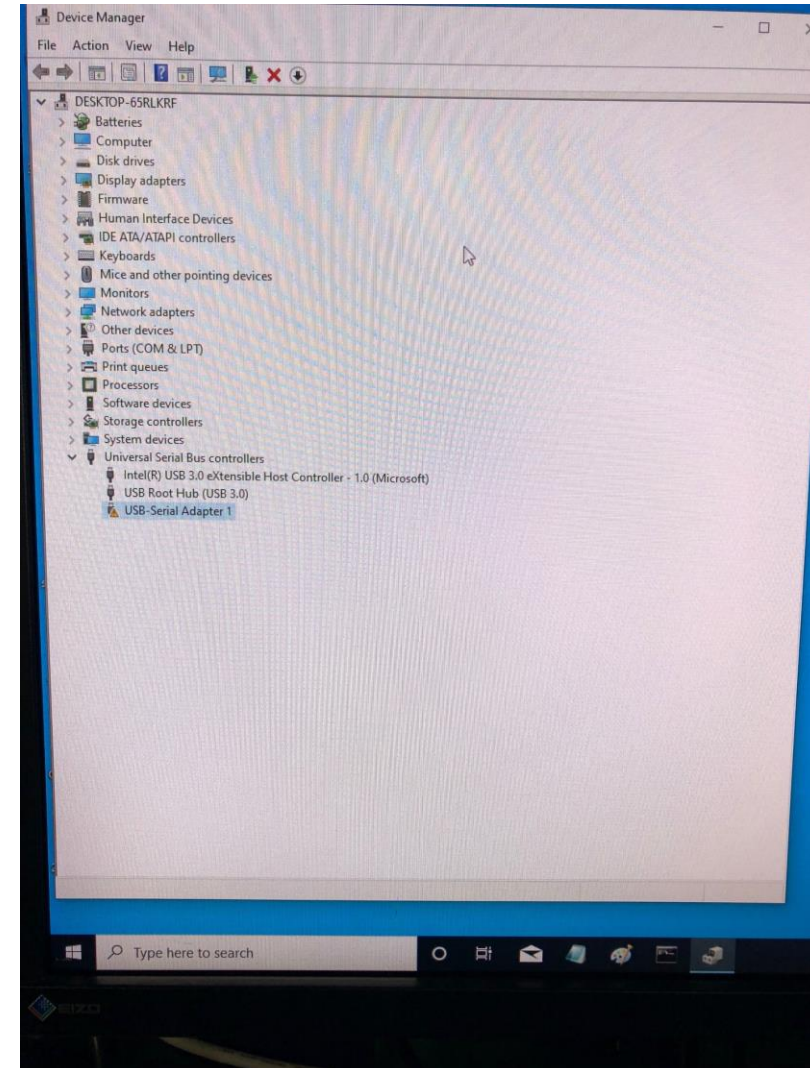 Device Manager
File Action View Help
DESKTOP-65RLKRF
Batteries
Computer
Disk drives
Display adapters
Firmware
Human Interface Devices
IDE ATA/ATAPI controllers
Keyboards
Mice and other pointing devices
Monitors
Network adapters
Other devices
Ports (COM & LPT)
Print queues
Processors
Software devices
Storage controllers
System devices
Universal Serial Bus controllers
Intel(R) USB 3.0 eXtensible Host Controller - 1.0 (Microsoft)
USB Root Hub (USB 3.0)
USB-Serial Adapter 1
Type here to search
EIZO